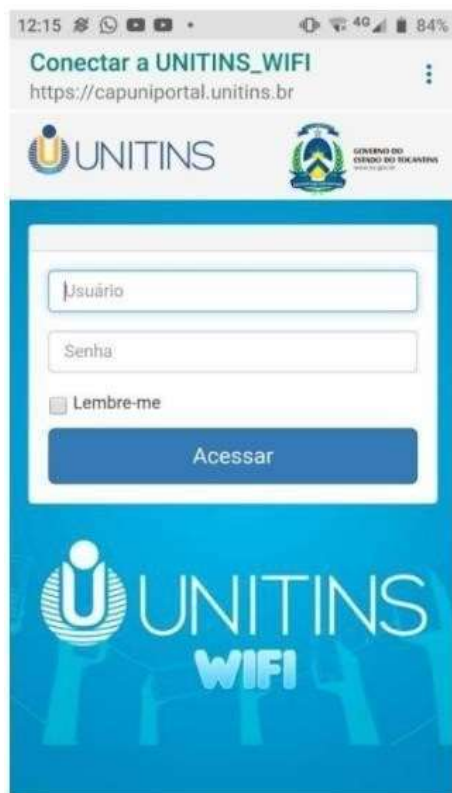 12:15
4G
84%
Conectar a UNITINS_WIFI
https://capuniportal.unitins.br
UNITINS
GOVERNO DO
ESTADO DO TOCANTINS
Usuário
Senha
Lembre-me
Acessar
UNITINS
WIFI